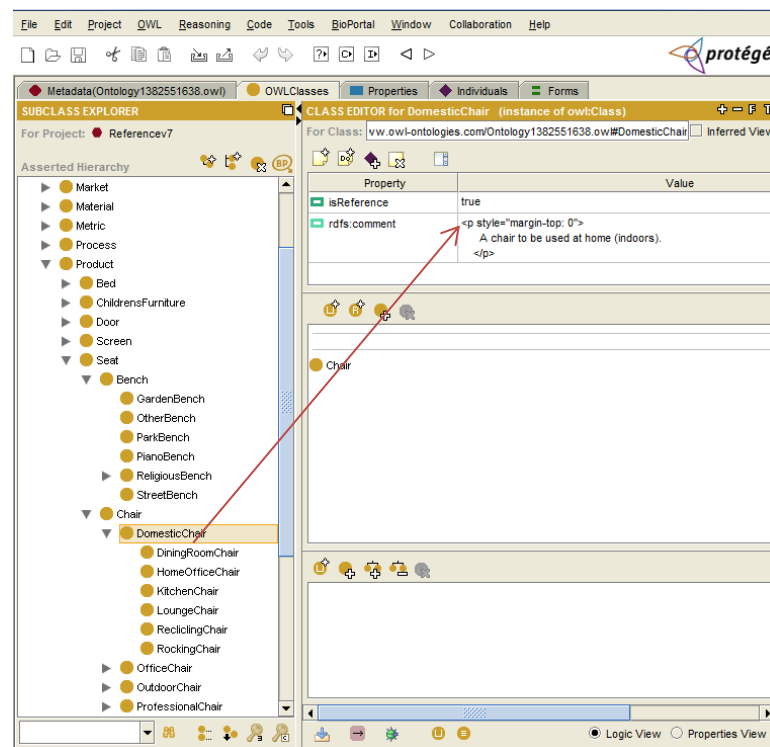 File Edit Project OWL Reasoning Code Tools BioPortal Window Collaboration Help
protégé
Metadata(Ontology1382551638.owl) OWLClasses Properties Individuals Forms
SUBCLASS EXPLORER
For Project: Referencev7
Asserted Hierarchy
Market
Material
Metric
Process
Product
Bed
ChildrensFurniture
Door
Screen
Seat
Bench
GardenBench
OtherBench
ParkBench
PianoBench
ReligiousBench
StreetBench
Chair
DomesticChair
DiningRoomChair
HomeOfficeChair
KitchenChair
LoungeChair
RecliclingChair
RockingChair
OfficeChair
OutdoorChair
ProfessionalChair
CLASS EDITOR for DomesticChair (instance of owl:Class)
For Class: vw.owl-ontologies.com/Ontology1382551638.owl#DomesticChair Inferred View
Property Value
isReference true
rdfs:comment <p style="margin-top: 0">
A chair to be used at home (indoors).
</p>
Chair
Logic View Properties View